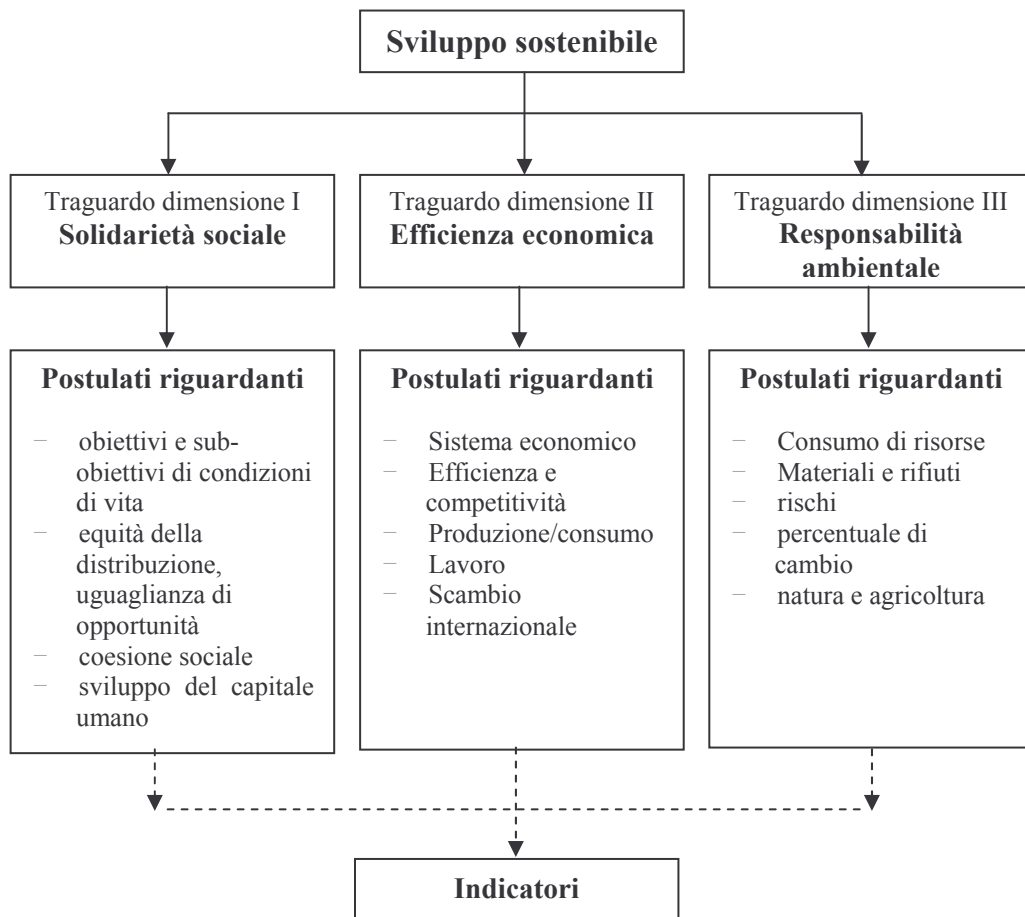 Sviluppo sostenibile
Traguardo dimensione I
Solidarietà sociale
Traguardo dimensione II
Efficienza economica
Traguardo dimensione III
Responsabilità
ambientale
Postulati riguardanti
– obiettivi e sub-
obiettivi di condizioni
di vita
– equità della
distribuzione,
uguaglianza di
opportunità
– coesione sociale
– sviluppo del capitale
umano
Postulati riguardanti
– Sistema economico
– Efficienza e
competitività
– Produzione/consumo
– Lavoro
– Scambio
internazionale
Postulati riguardanti
– Consumo di risorse
– Materiali e rifiuti
– rischi
– percentuale di
cambio
– natura e agricoltura
Indicatori